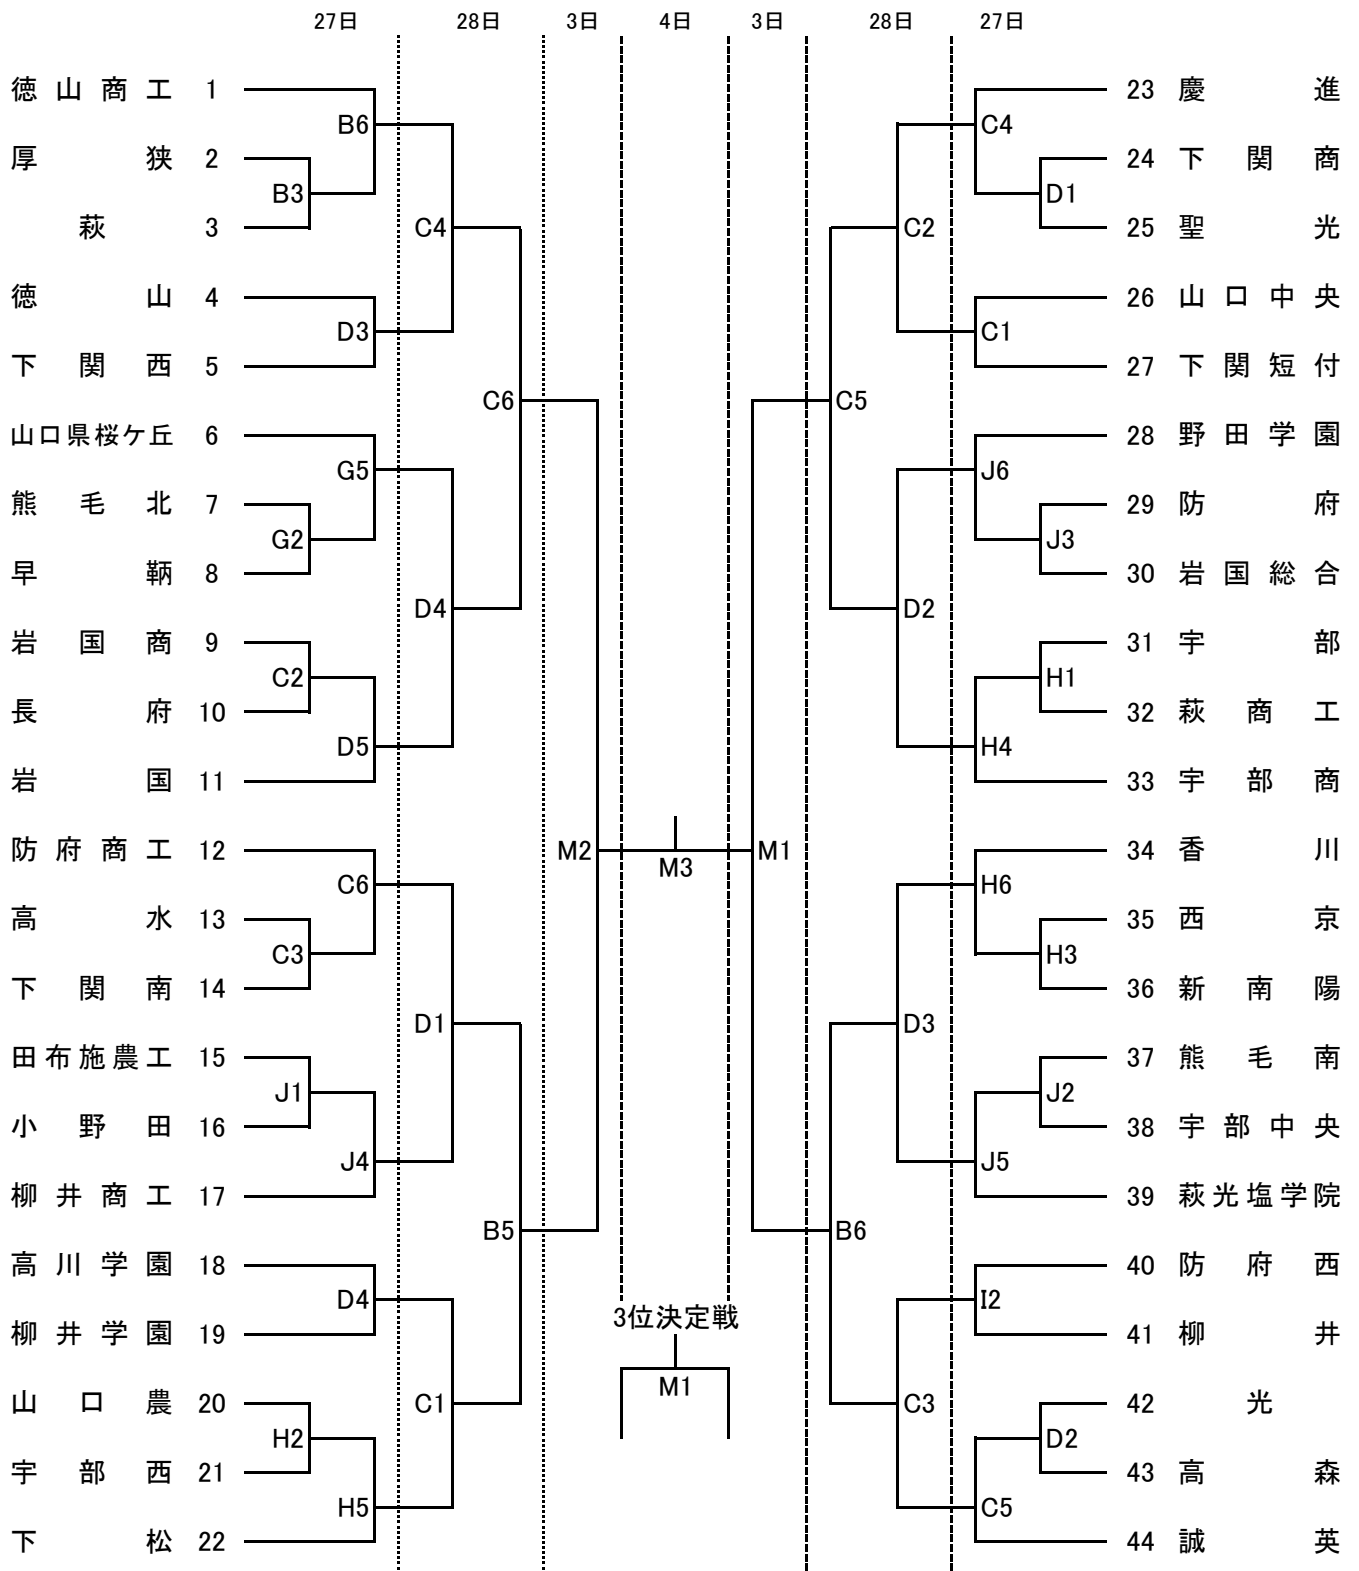 27日 28日 3日 4日 3日 28日 27日
徳山商工 1 23 慶進
B6 C4
厚狭 2 24 下関商
B3 D1
萩 3 C4 C2 25 聖光
徳山 4 26 山口中央
D3 C1
下関西 5 27 下関短付
C6 C5
山口県桜ケ丘 6 28 野田学園
G5 J6
熊毛北 7 29 防府
G2 J3
早鞆 8 30 岩国総合
D4 D2
岩国商 9 31 宇部
C2 H1
長府 10 32 萩商工
D5 H4
岩国 11 33 宇部商
防府商工 12 M2 M3 M1 34 香川
C6 H6
高水 13 35 西京
C3 H3
下関南 14 36 新南陽
D1 D3
田布施農工 15 37 熊毛南
J1 J2
小野田 16 38 宇部中央
J4 J5
柳井商工 17 39 萩光塩学院
B5 B6
高川学園 18 40 防府西
D4 I2
3位決定戦
柳井学園 19 41 柳井
M1
山口農 20 C1 C3 42 光
H2 D2
宇部西 21 43 高森
H5 C5
下松 22 44 誠英